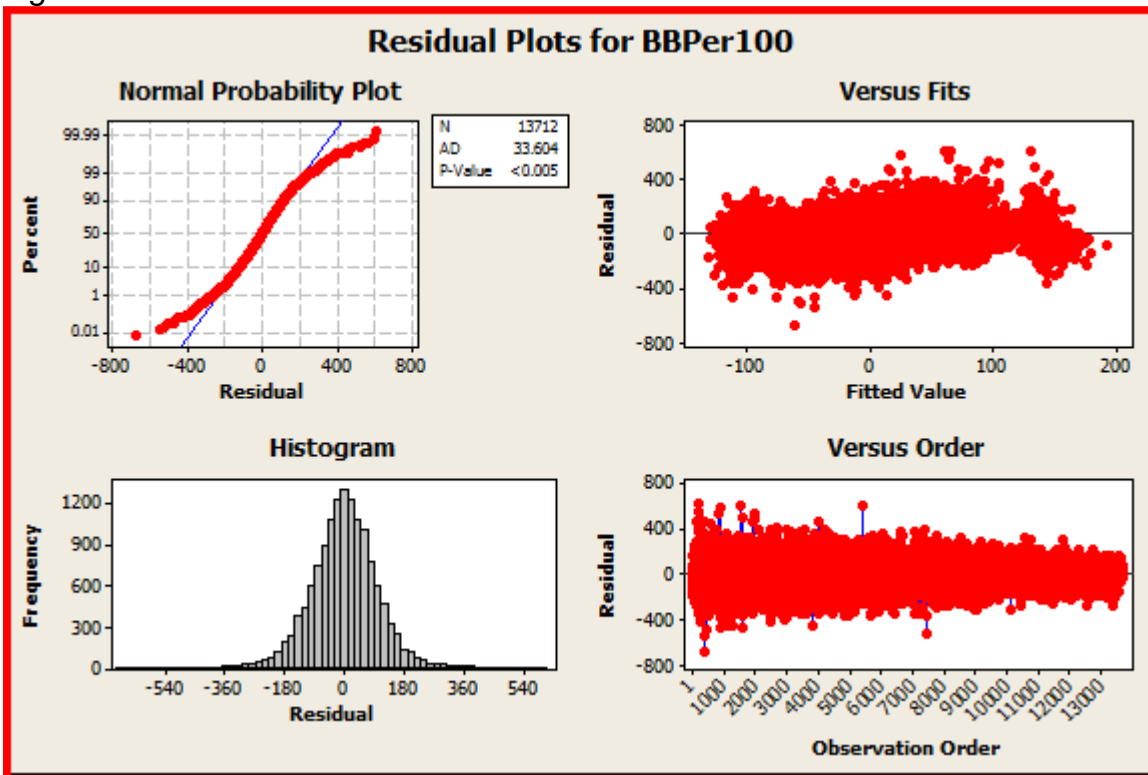 Residual Plots for BBPer100
Normal Probability Plot
99.99
99
90
50
10
1
0.01
Percent
-800 -400 0 400 800
Residual
N 13712
AD 33.604
P-Value <0.005
Versus Fits
800
400
0
-400
-800
Residual
-100 0 100 200
Fitted Value
Histogram
1200
900
600
300
0
Frequency
-540 -360 -180 0 180 360 540
Residual
Versus Order
800
400
0
-400
-800
Residual
1 1000 2000 3000 4000 5000 6000 7000 8000 9000 10000 11000 12000 13000
Observation Order